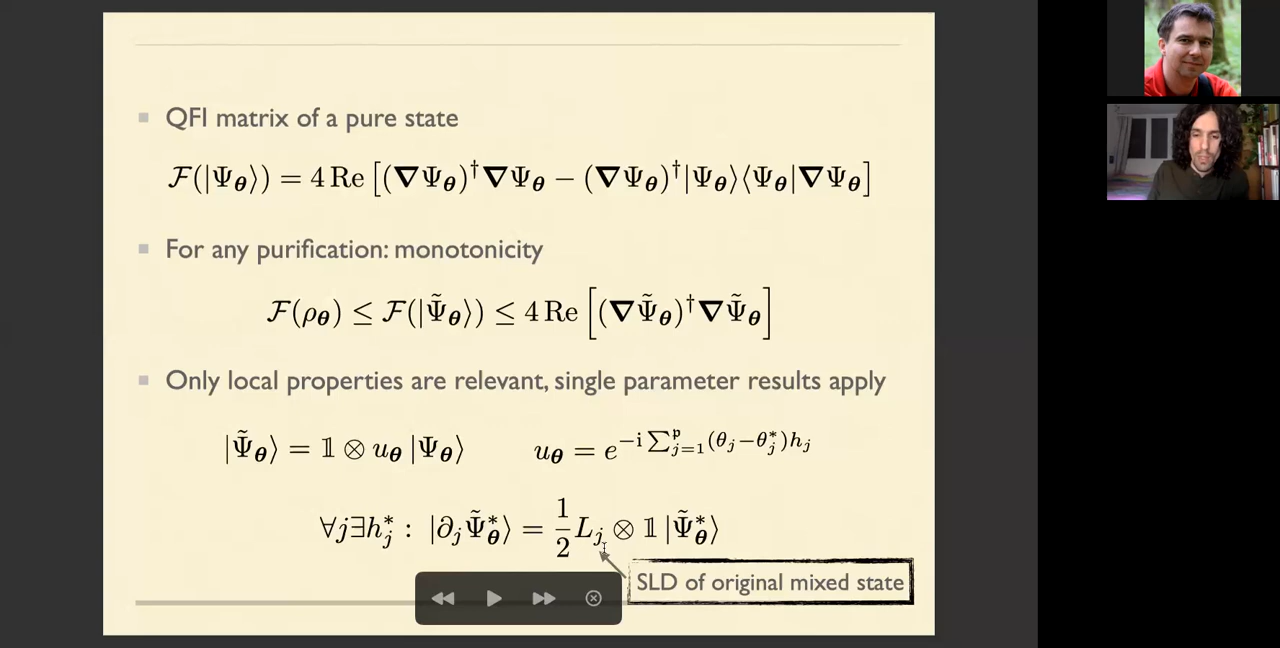 QFI matrix of a pure state
ℱ(|Ψ_θ⟩) = 4 Re [(∇Ψ_θ)†∇Ψ_θ − (∇Ψ_θ)†|Ψ_θ⟩⟨Ψ_θ|∇Ψ_θ]
For any purification: monotonicity
ℱ(ρ_θ) ≤ ℱ(|Ψ̃_θ⟩) ≤ 4 Re [(∇Ψ̃_θ)†∇Ψ̃_θ]
Only local properties are relevant, single parameter results apply
|Ψ̃_θ⟩ = 𝟙 ⊗ u_θ |Ψ_θ⟩ u_θ = e^{−i ∑_{j=1}^{𝔭} (θ_j − θ_j^*)h_j}
∀j∃h_j^* : |∂_jΨ̃_θ^*⟩ = 1/2 L_j ⊗ 𝟙 |Ψ̃_θ^*⟩
SLD of original mixed state